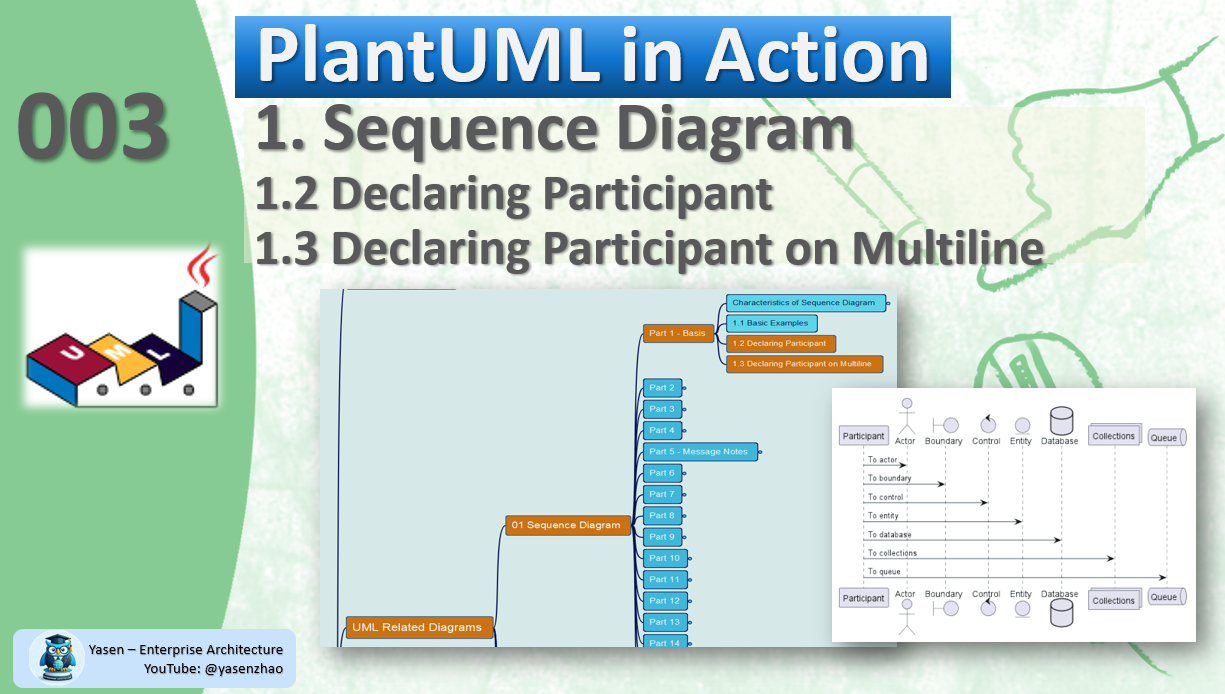 003
PlantUML in Action
1. Sequence Diagram
1.2 Declaring Participant
1.3 Declaring Participant on Multiline
UML
Characteristics of Sequence Diagram
Part 1 - Basis
1.1 Basic Examples
1.2 Declaring Participant
1.3 Declaring Participant on Multiline
Part 2
Part 3
Part 4
Part 5 - Message Notes
Part 6
Part 7
Part 8
01 Sequence Diagram
Part 9
Part 10
Part 11
Part 12
Part 13
UML Related Diagrams
Part 14
Participant Actor Boundary Control Entity Database Collections Queue
To actor
To boundary
To control
To entity
To database
To collections
To queue
Participant Actor Boundary Control Entity Database Collections Queue
Yasen – Enterprise Architecture
YouTube: @yasenzhao